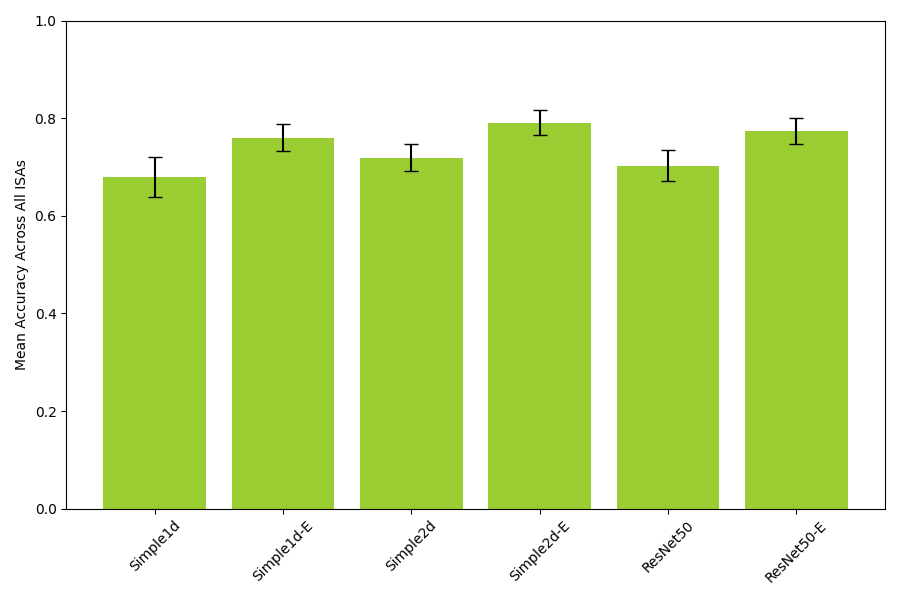 Mean Accuracy Across All ISAs
1.0
0.8
0.6
0.4
0.2
0.0
Simple1d
Simple1d-E
Simple2d
Simple2d-E
ResNet50
ResNet50-E